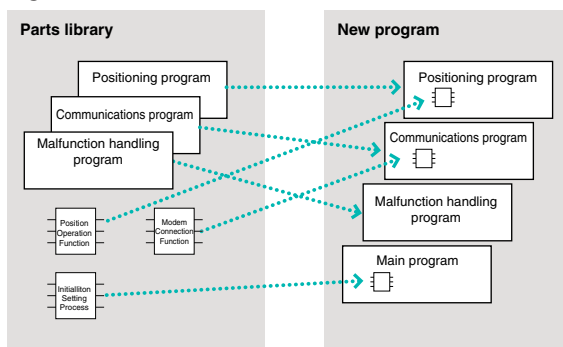 Parts library
Positioning program
Communications program
Malfunction handling
program
Position
Operation
Function
Modem
Connection
Function
Initialliton
Setting
Process
New program
Positioning program
Communications program
Malfunction handling
program
Main program